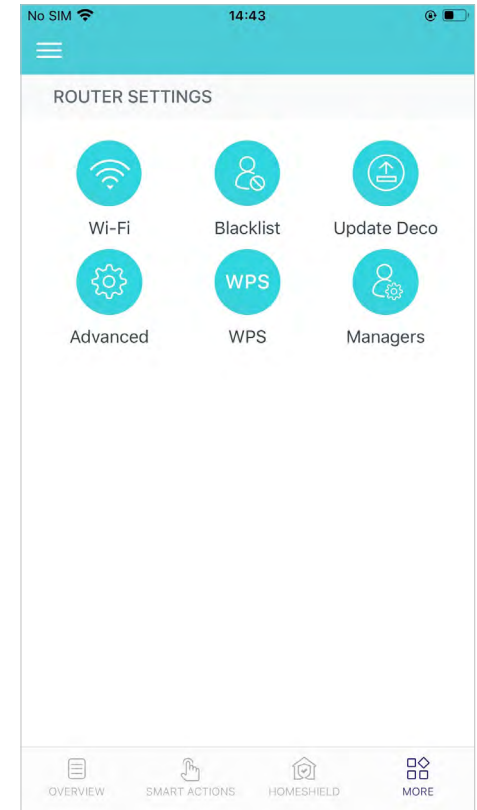 No SIM 14:43
ROUTER SETTINGS
Wi-Fi Blacklist Update Deco
WPS
Advanced WPS Managers
OVERVIEW SMART ACTIONS HOMESHIELD MORE